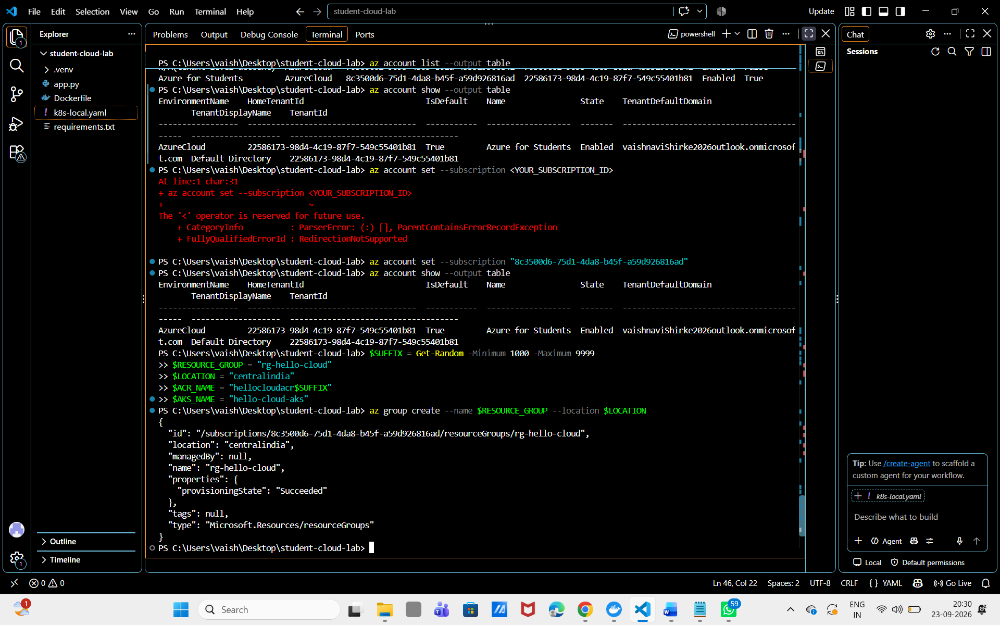 File Edit Selection View Go Run Terminal Help
student-cloud-lab
Update
Explorer
student-cloud-lab
.venv
app.py
Dockerfile
! k8s-local.yaml
requirements.txt
Outline
Timeline
1
1
Problems Output Debug Console Terminal Ports
powershell
PS C:\Users\vaish\Desktop\student-cloud-lab> az account list --output table
Azure for Students AzureCloud 8c3500d6-75d1-4da8-b45f-a59d926816ad 22586173-98d4-4c19-87f7-549c55401b81 Enabled True
PS C:\Users\vaish\Desktop\student-cloud-lab> az account show --output table
EnvironmentName HomeTenantId IsDefault Name State TenantDefaultDomain
TenantDisplayName TenantId
----------------- ------------------------------------ ----------- ------------------ ------- -------------------------------------
----- ------------------- ------------------------------------
AzureCloud 22586173-98d4-4c19-87f7-549c55401b81 True Azure for Students Enabled vaishnaviShirke2026outlook.onmicrosof
t.com Default Directory 22586173-98d4-4c19-87f7-549c55401b81
PS C:\Users\vaish\Desktop\student-cloud-lab> az account set --subscription <YOUR_SUBSCRIPTION_ID>
At line:1 char:31
+ az account set --subscription <YOUR_SUBSCRIPTION_ID>
+ ~
The '<' operator is reserved for future use.
+ CategoryInfo : ParserError: (:) [], ParentContainsErrorRecordException
+ FullyQualifiedErrorId : RedirectionNotSupported
PS C:\Users\vaish\Desktop\student-cloud-lab> az account set --subscription "8c3500d6-75d1-4da8-b45f-a59d926816ad"
PS C:\Users\vaish\Desktop\student-cloud-lab> az account show --output table
EnvironmentName HomeTenantId IsDefault Name State TenantDefaultDomain
TenantDisplayName TenantId
----------------- ------------------------------------ ----------- ------------------ ------- -------------------------------------
----- ------------------- ------------------------------------
AzureCloud 22586173-98d4-4c19-87f7-549c55401b81 True Azure for Students Enabled vaishnaviShirke2026outlook.onmicrosof
t.com Default Directory 22586173-98d4-4c19-87f7-549c55401b81
PS C:\Users\vaish\Desktop\student-cloud-lab> $SUFFIX = Get-Random -Minimum 1000 -Maximum 9999
>> $RESOURCE_GROUP = "rg-hello-cloud"
>> $LOCATION = "centralindia"
>> $ACR_NAME = "hellocloudacr$SUFFIX"
>> $AKS_NAME = "hello-cloud-aks"
PS C:\Users\vaish\Desktop\student-cloud-lab> az group create --name $RESOURCE_GROUP --location $LOCATION
{
"id": "/subscriptions/8c3500d6-75d1-4da8-b45f-a59d926816ad/resourceGroups/rg-hello-cloud",
"location": "centralindia",
"managedBy": null,
"name": "rg-hello-cloud",
"properties": {
"provisioningState": "Succeeded"
},
"tags": null,
"type": "Microsoft.Resources/resourceGroups"
}
PS C:\Users\vaish\Desktop\student-cloud-lab>
Chat
Sessions
Tip: Use /create-agent to scaffold a
custom agent for your workflow.
! k8s-local.yaml
Describe what to build
Agent
Local Default permissions
0 0
Ln 46, Col 22 Spaces: 2 UTF-8 CRLF { } YAML Go Live
1
Search
59
ENG
IN
20:30
23-09-2026